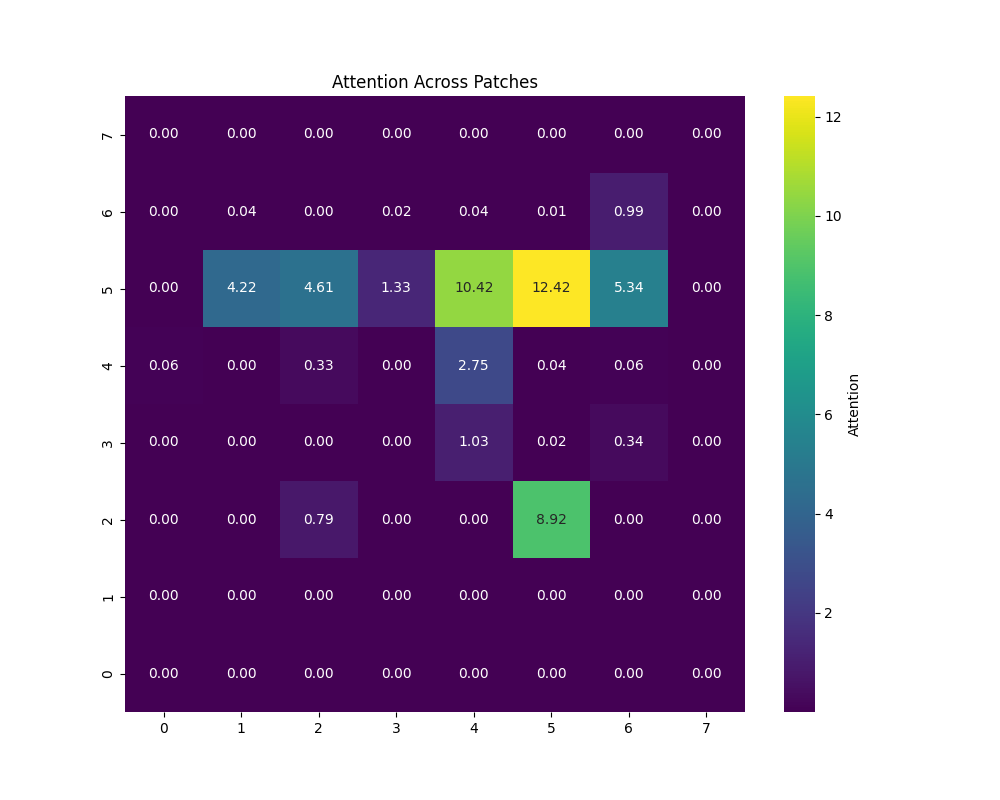 Attention Across Patches
7 0.00 0.00 0.00 0.00 0.00 0.00 0.00 0.00
6 0.00 0.04 0.00 0.02 0.04 0.01 0.99 0.00
5 0.00 4.22 4.61 1.33 10.42 12.42 5.34 0.00
4 0.06 0.00 0.33 0.00 2.75 0.04 0.06 0.00
3 0.00 0.00 0.00 0.00 1.03 0.02 0.34 0.00
2 0.00 0.00 0.79 0.00 0.00 8.92 0.00 0.00
1 0.00 0.00 0.00 0.00 0.00 0.00 0.00 0.00
0 0.00 0.00 0.00 0.00 0.00 0.00 0.00 0.00
0 1 2 3 4 5 6 7
12
10
8
6
4
2
Attention